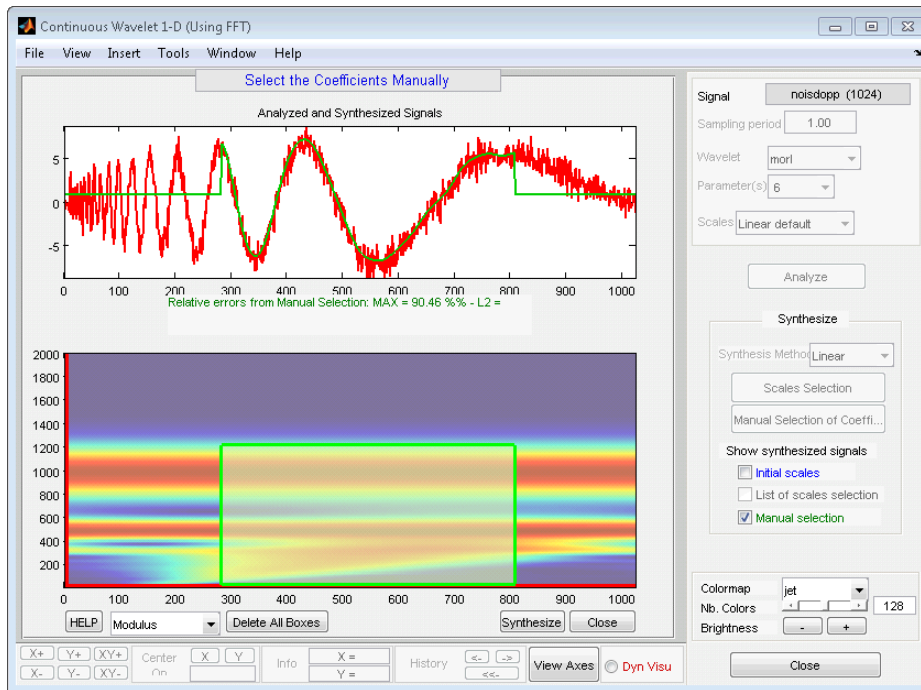 Continuous Wavelet 1-D (Using FFT)
File View Insert Tools Window Help
Select the Coefficients Manually
Analyzed and Synthesized Signals
5
0
-5
0 100 200 300 400 500 600 700 800 900 1000
Relative errors from Manual Selection: MAX = 90.46 %% - L2 =
2000
1800
1600
1400
1200
1000
800
600
400
200
0 100 200 300 400 500 600 700 800 900 1000
HELP Modulus Delete All Boxes Synthesize Close
Signal noisdopp (1024)
Sampling period 1.00
Wavelet morl
Parameter(s) 6
Scales Linear default
Analyze
Synthesize
Synthesis Method Linear
Scales Selection
Manual Selection of Coeffi...
Show synthesized signals
Initial scales
List of scales selection
Manual selection
Colormap jet
Nb. Colors 128
Brightness - +
Close
X+ Y+ XY+ Center X Y Info X = History <- -> View Axes Dyn Visu
X- Y- XY- On Y = <<-